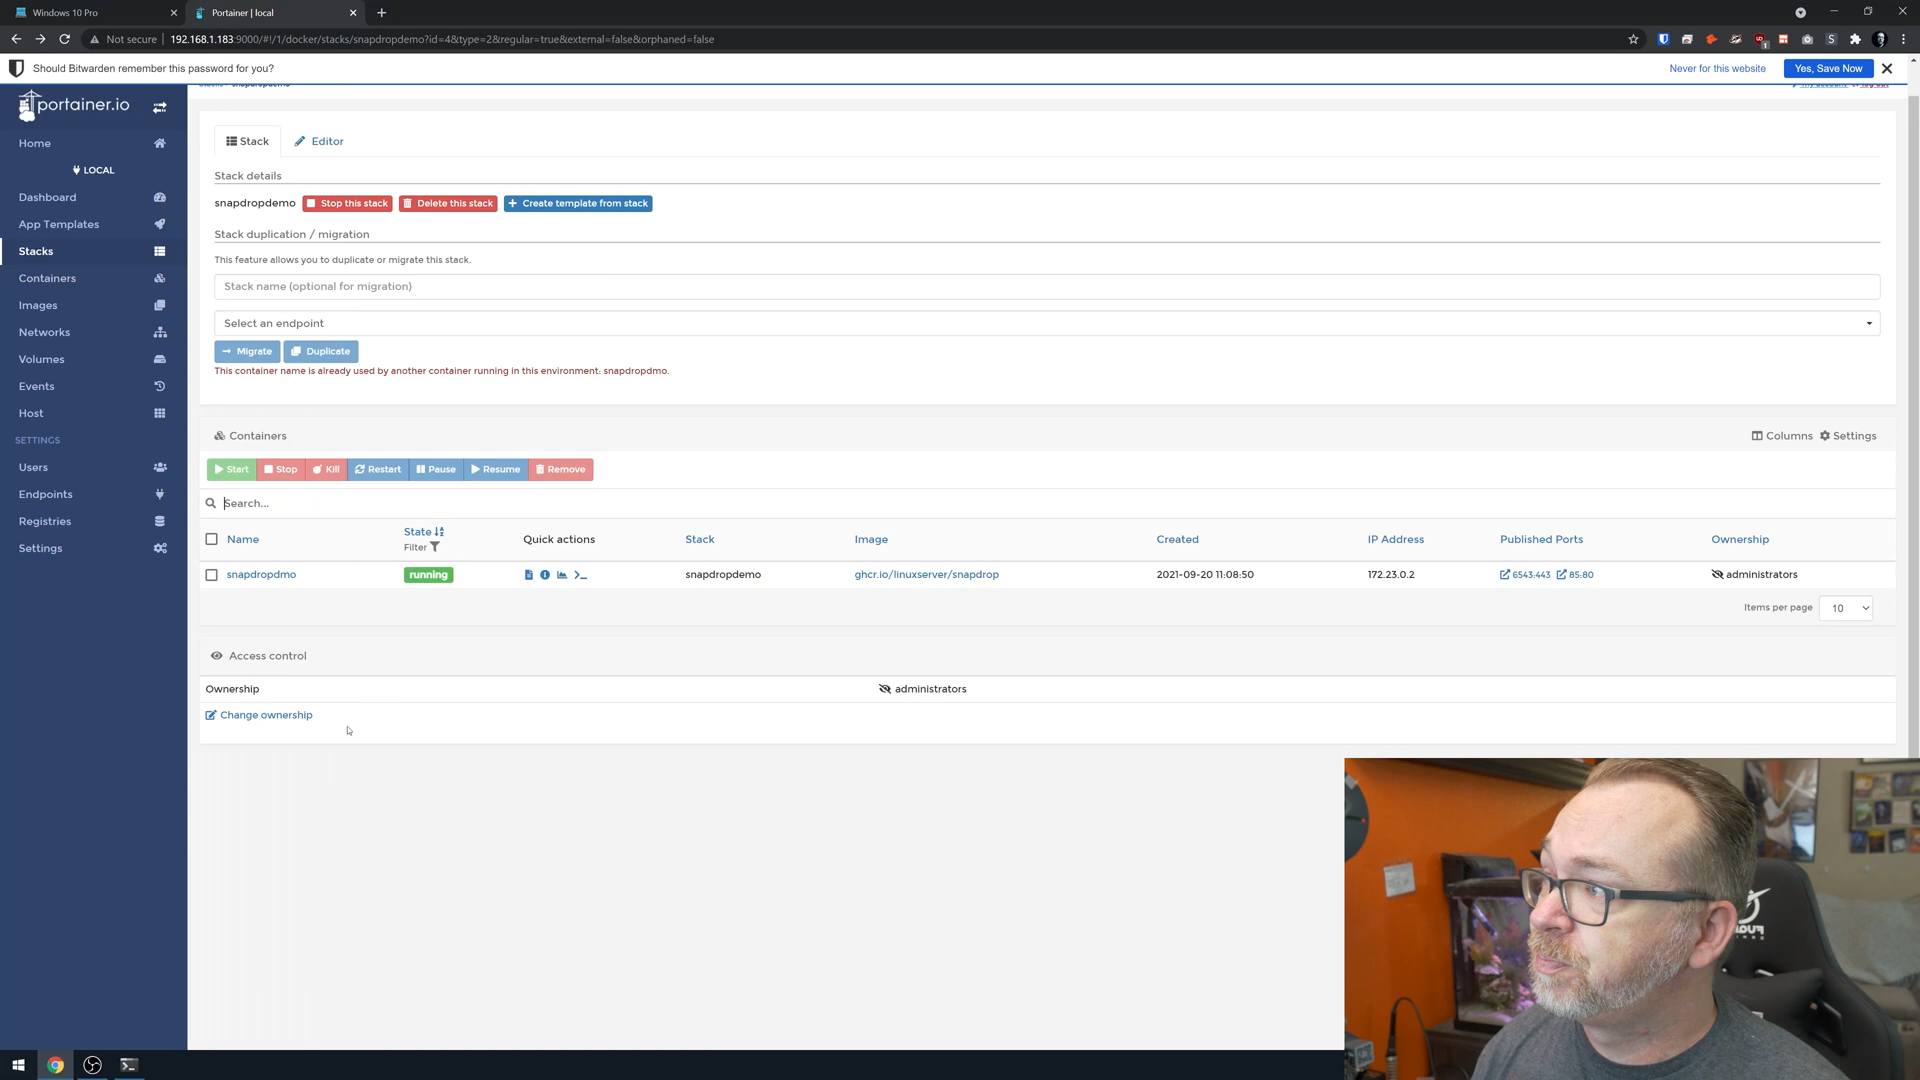 Windows 10 Pro
Portainer | local
Not secure
192.168.1.183:9000/#!/1/docker/stacks/snapdropdemo?id=4&type=2&regular=true&external=false&orphaned=false
Should Bitwarden remember this password for you?
Never for this website
Yes, Save Now
portainer.io
Home
LOCAL
Dashboard
App Templates
Stacks
Containers
Images
Networks
Volumes
Events
Host
SETTINGS
Users
Endpoints
Registries
Settings
Stack
Editor
Stack details
snapdropdemo
Stop this stack
Delete this stack
Create template from stack
Stack duplication / migration
This feature allows you to duplicate or migrate this stack.
Stack name (optional for migration)
Select an endpoint
Migrate
Duplicate
This container name is already used by another container running in this environment: snapdropdmo.
Containers
Columns
Settings
Start
Stop
Kill
Restart
Pause
Resume
Remove
Search...
Name
State
Filter
Quick actions
Stack
Image
Created
IP Address
Published Ports
Ownership
snapdropdmo
running
snapdropdemo
ghcr.io/linuxserver/snapdrop
2021-09-20 11:08:50
172.23.0.2
6543:443
85:80
administrators
Items per page
10
Access control
Ownership
administrators
Change ownership